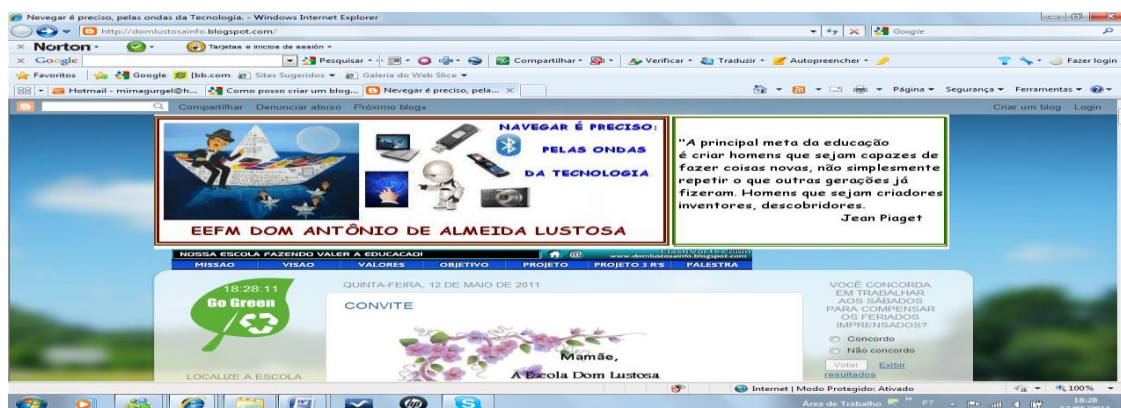 Nevegar é preciso, pelas ondas da Tecnologia. - Windows Internet Explorer
http://domlustosainfo.blogspot.com/
Google
Norton
Tarjetas e inicios de sesión
Google
Pesquisar
Compartilhar
Verificar
Traduzir
Autopreencher
Fazer login
Favoritos
Google
[bb.com
Sites Sugeridos
Galeria do Web Slice
Hotmail - mirnagurgel@h...
Como posso criar um blog...
Nevegar é preciso, pela...
Página
Segurança
Ferramentas
Compartilhar
Denunciar abuso
Próximo blog»
Criar um blog
Login
NAVEGAR É PRECISO:
PELAS ONDAS
DA TECNOLOGIA
EEFM DOM ANTÔNIO DE ALMEIDA LUSTOSA
"A principal meta da educação
é criar homens que sejam capazes de
fazer coisas novas, não simplesmente
repetir o que outras gerações já
fizeram. Homens que sejam criadores
inventores, descobridores.
Jean Piaget
NOSSA ESCOLA FAZENDO VALER A EDUCACAO!
www.domlustosainfo.blogspot.com
MISSAO
VISAO
VALORES
OBJETIVO
PROJETO
PROJETO 3 R'S
PALESTRA
18:28:11
Go Green
LOCALIZE A ESCOLA
QUINTA-FEIRA, 12 DE MAIO DE 2011
CONVITE
Mamãe,
A Escola Dom Lustosa
VOCÊ CONCORDA
EM TRABALHAR
AOS SÁBADOS
PARA COMPENSAR
OS FERIADOS
IMPRENSADOS?
Concordo
Não concordo
Votar
Exibir
resultados
Internet | Modo Protegido: Ativado
100%
Área de Trabalho
PT
18:28